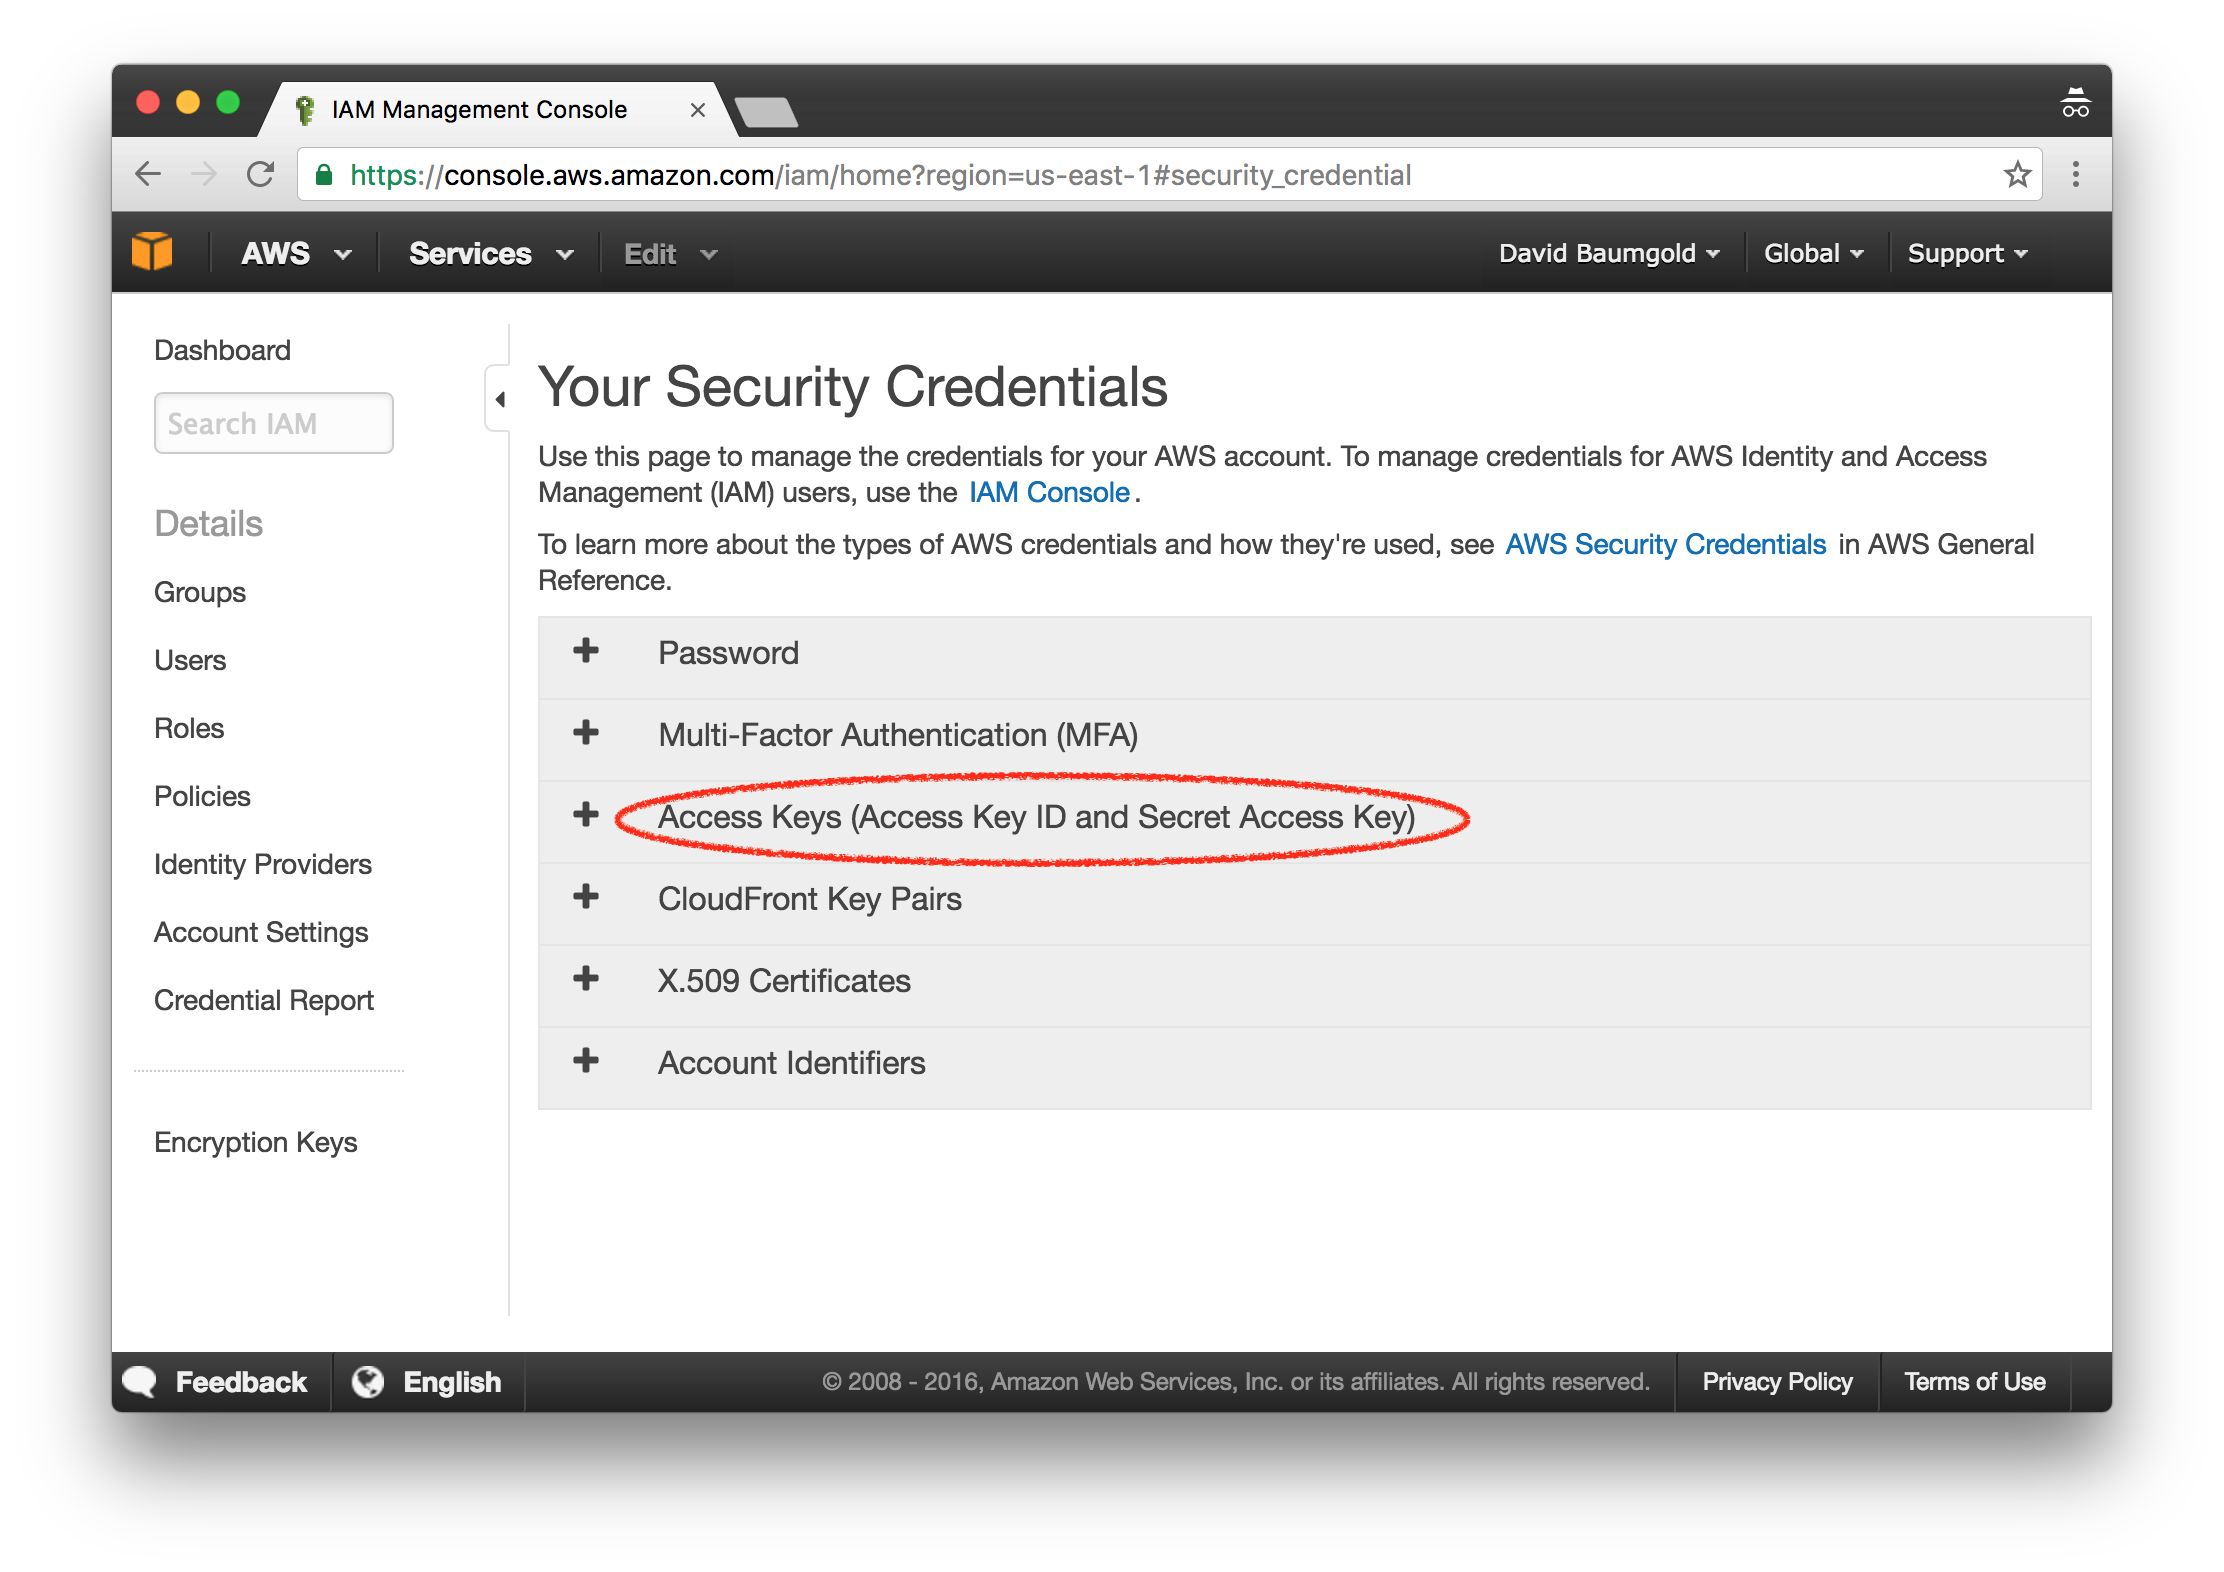 IAM Management Console
https://console.aws.amazon.com/iam/home?region=us-east-1#security_credential
AWS Services Edit David Baumgold Global Support
Dashboard
Search IAM
Details
Groups
Users
Roles
Policies
Identity Providers
Account Settings
Credential Report
Encryption Keys
Your Security Credentials
Use this page to manage the credentials for your AWS account. To manage credentials for AWS Identity and Access
Management (IAM) users, use the IAM Console.
To learn more about the types of AWS credentials and how they're used, see AWS Security Credentials in AWS General
Reference.
Password
Multi-Factor Authentication (MFA)
Access Keys (Access Key ID and Secret Access Key)
CloudFront Key Pairs
X.509 Certificates
Account Identifiers
Feedback English © 2008 - 2016, Amazon Web Services, Inc. or its affiliates. All rights reserved. Privacy Policy Terms of Use